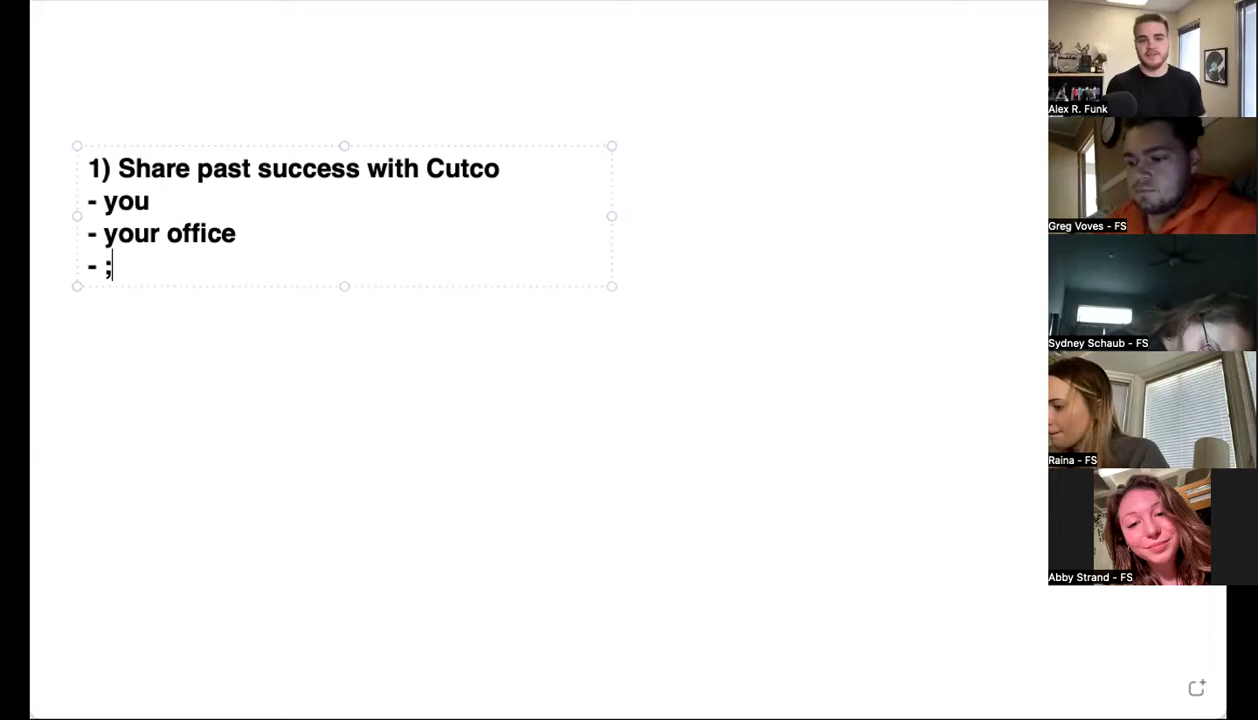 1) Share past success with Cutco
- you
- your office
- ;
Alex R. Funk
Greg Voves - FS
Sydney Schaub - FS
Raina - FS
Abby Strand - FS